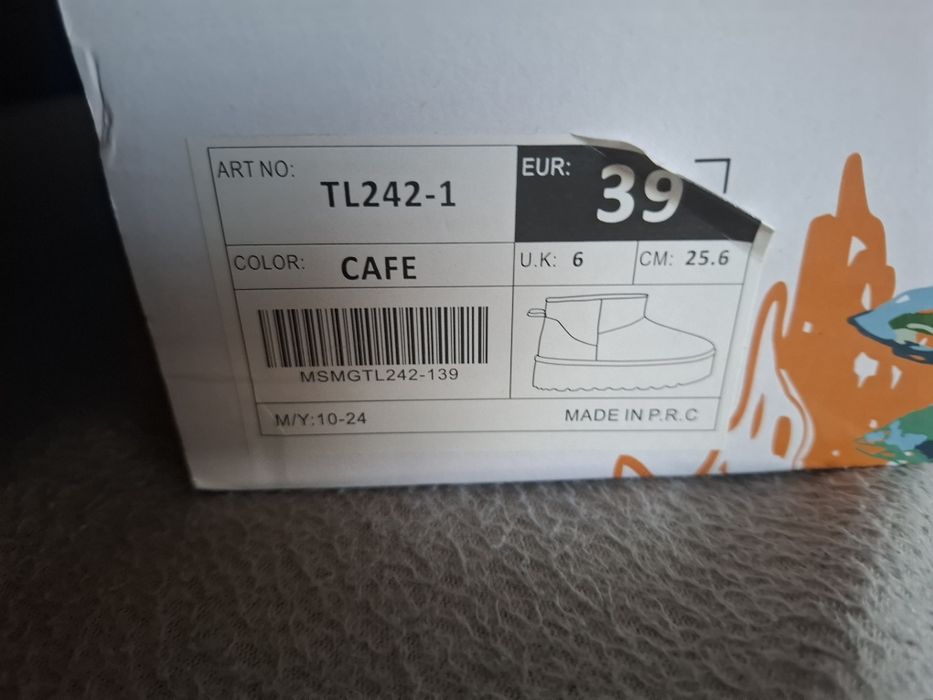 ART NO: TL242-1
EUR: 39
COLOR: CAFE
U.K: 6
CM: 25.6
MSMGTL242-139
M/Y:10-24
MADE IN P.R.C